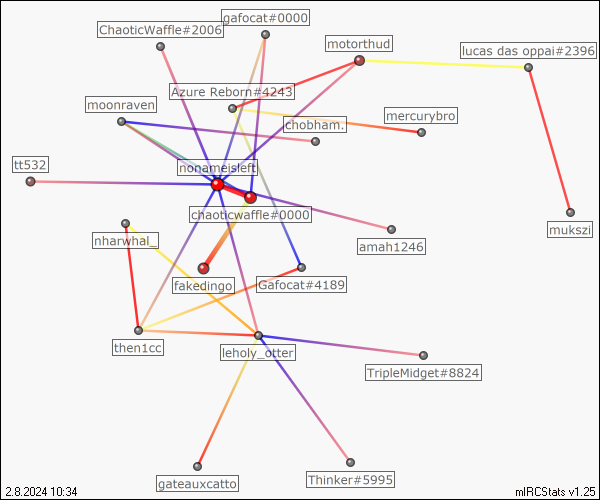 gafocat#0000
ChaoticWaffle#2006
motorthud
lucas das oppai#2396
Azure Reborn#4243
moonraven
mercurybro
chobham.
tt532
nonameisleft
chaoticwaffle#0000
mukszi
nharwhal_
amah1246
fakedingo
Gafocat#4189
then1cc
leholy_otter
TripleMidget#8824
gateauxcatto
Thinker#5995
2.8.2024 10:34
mIRCStats v1.25